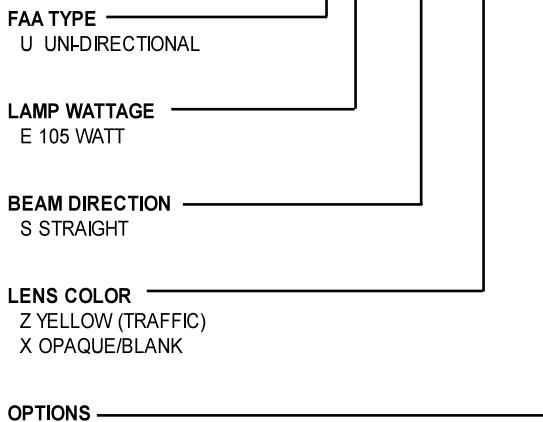 FAA TYPE
U UNI-DIRECTIONAL
LAMP WATTAGE
E 105 WATT
BEAM DIRECTION
S STRAIGHT
LENS COLOR
Z YELLOW (TRAFFIC)
X OPAQUE/BLANK
OPTIONS